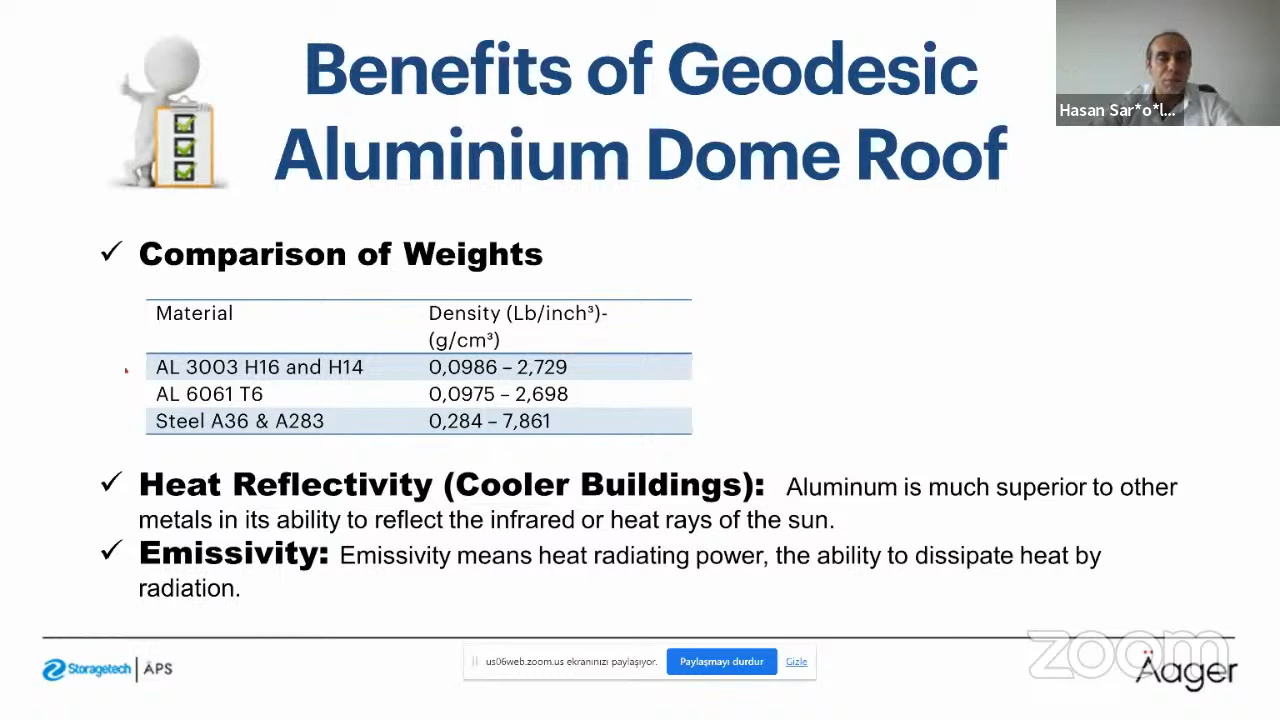 Benefits of Geodesic
Aluminium Dome Roof
Hasan Sar*o*l...
✓ Comparison of Weights
Material Density (Lb/inch³)-
(g/cm³)
AL 3003 H16 and H14 0,0986 – 2,729
AL 6061 T6 0,0975 – 2,698
Steel A36 & A283 0,284 – 7,861
✓ Heat Reflectivity (Cooler Buildings): Aluminum is much superior to other
metals in its ability to reflect the infrared or heat rays of the sun.
✓ Emissivity: Emissivity means heat radiating power, the ability to dissipate heat by
radiation.
Storagetech | ÄPS
us06web.zoom.us ekranınızı paylaşıyor. Paylaşmayı durdur Gizle
zoom
Äager